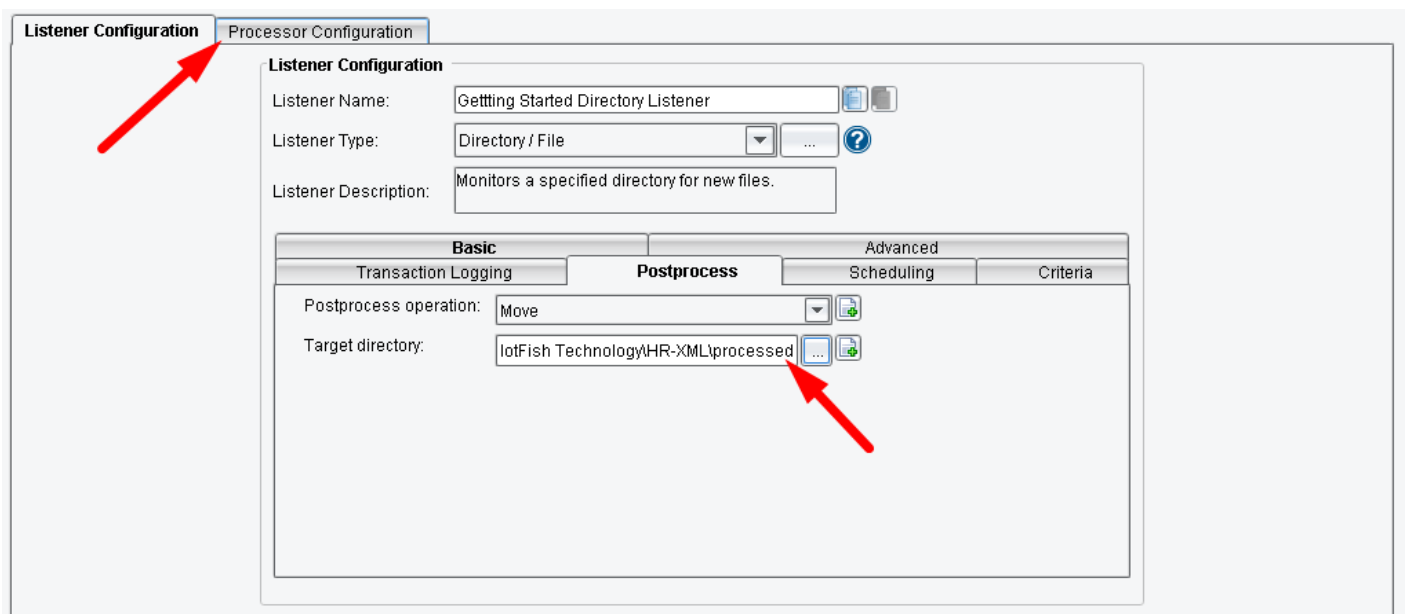 Listener Configuration Processor Configuration
Listener Configuration
Listener Name: Gettting Started Directory Listener
Listener Type: Directory / File ... ?
Listener Description: Monitors a specified directory for new files.
Basic Advanced
Transaction Logging Postprocess Scheduling Criteria
Postprocess operation: Move
Target directory: lotFish Technology\HR-XML\processed ...